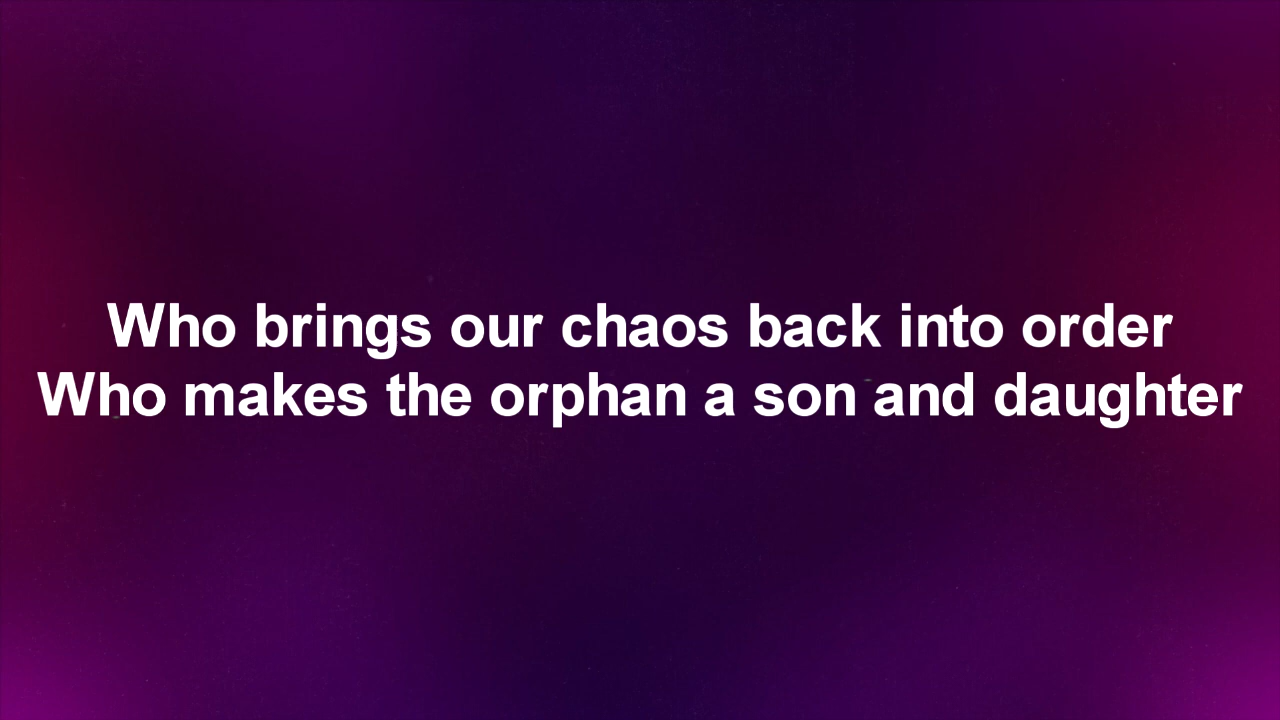 Who brings our chaos back into order
Who makes the orphan a son and daughter